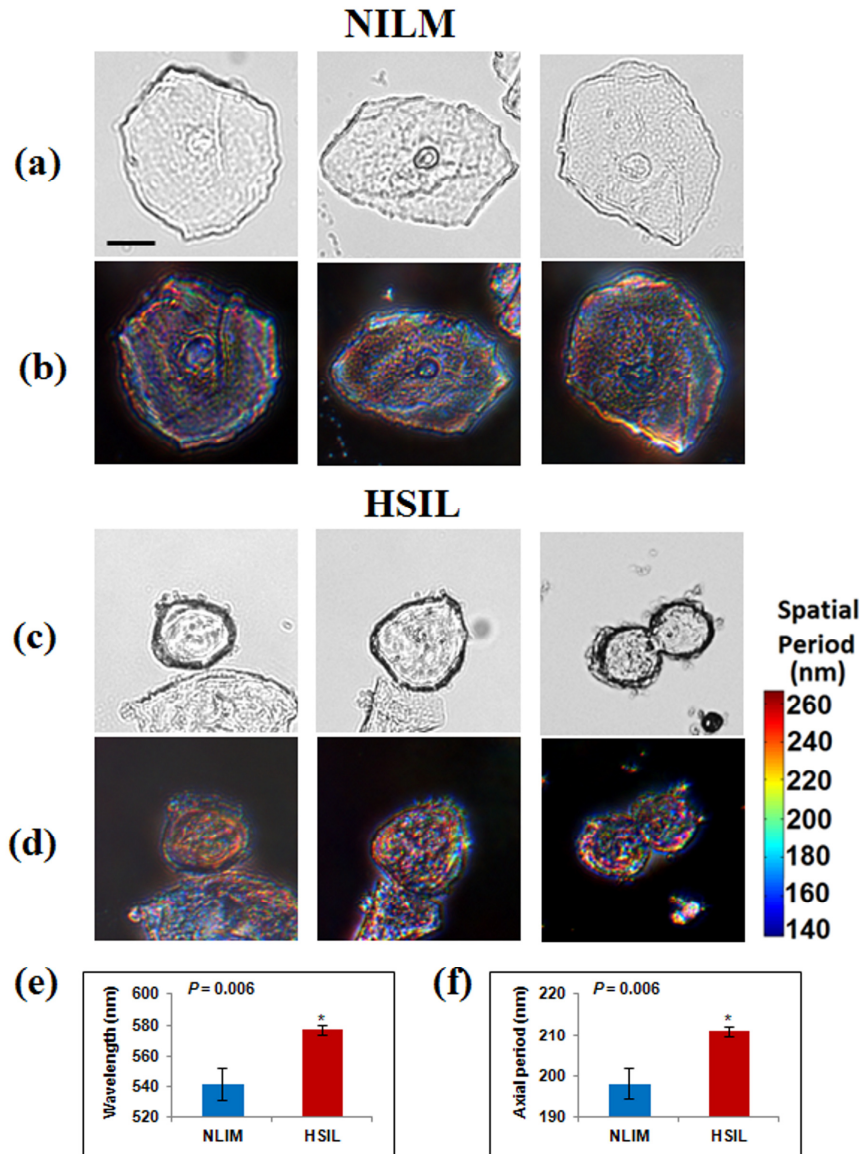 NILM
(a)
(b)
HSIL
(c)
(d)
Spatial
Period
(nm)
260
240
220
200
180
160
140
(e)
P = 0.006
Wavelength (nm)
600
580
560
540
520
*
NLIM
HSIL
(f)
P = 0.006
Axial period (nm)
220
210
200
190
*
NLIM
HSIL